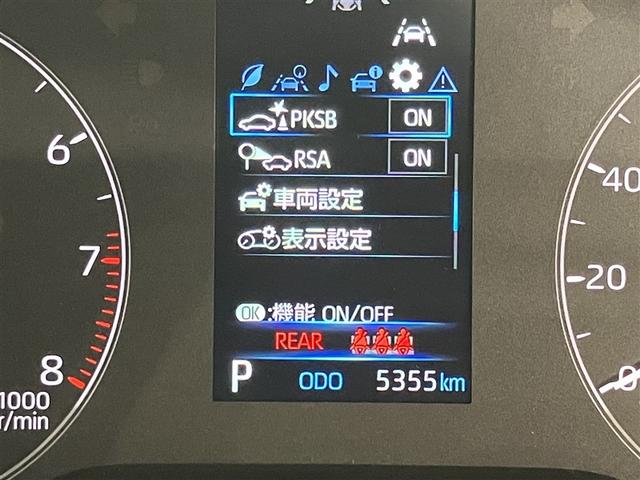 PKSB ON
RSA ON
車両設定
表示設定
OK:機能 ON/OFF
REAR
P ODO 5355km
6
7
8
1000
r/min
40
20
0